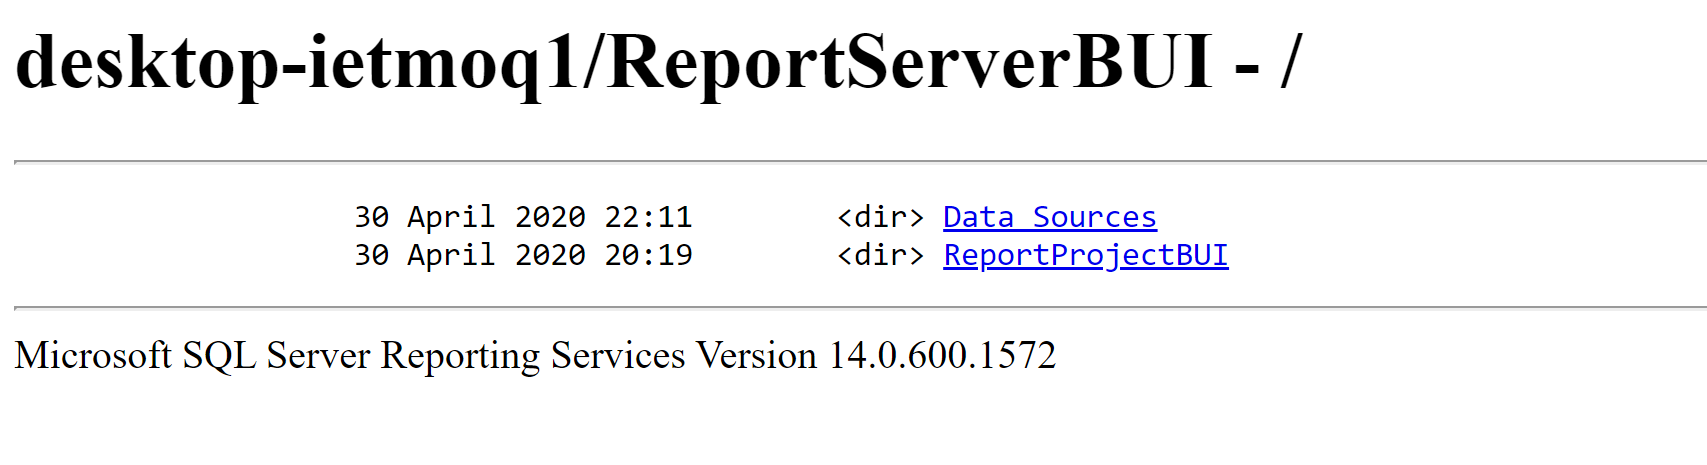 desktop-ietmoq1/ReportServerBUI - /
30 April 2020 22:11 <dir> Data Sources
30 April 2020 20:19 <dir> ReportProjectBUI
Microsoft SQL Server Reporting Services Version 14.0.600.1572